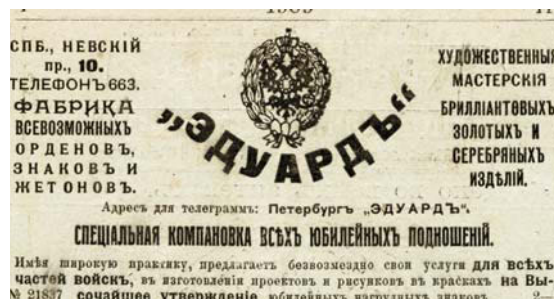 1909
СПБ., НЕВСКІЙ
пр., 10.
ТЕЛЕФОНЪ 663.
ФАБРИКА
ВСЕВОЗМОЖНЫХЪ
ОРДЕНОВЪ,
ЗНАКОВЪ И
ЖЕТОНОВЪ.
„ЭДУАРДЪ“
ХУДОЖЕСТВЕННЫЯ
МАСТЕРСКІЯ
БРИЛЛІАНТОВЫХЪ
ЗОЛОТЫХЪ И
СЕРЕБРЯНЫХЪ
ИЗДѢЛІЙ.
Адресъ для телеграммъ: Петербургъ „ЭДУАРДЪ“.
СПЕЦІАЛЬНАЯ КОМПАНОВКА ВСѢХЪ ЮБИЛЕЙНЫХЪ ПОДНОШЕНІЙ.
Имѣя широкую практику, предлагаетъ безвозмездно свои услуги для всѣхъ
частей войскъ, въ изготовленіи проектовъ и рисунковъ въ краскахъ на Вы-
№ 21837 сочайшее утвержденіе юбилейныхъ нагрудныхъ знаковъ